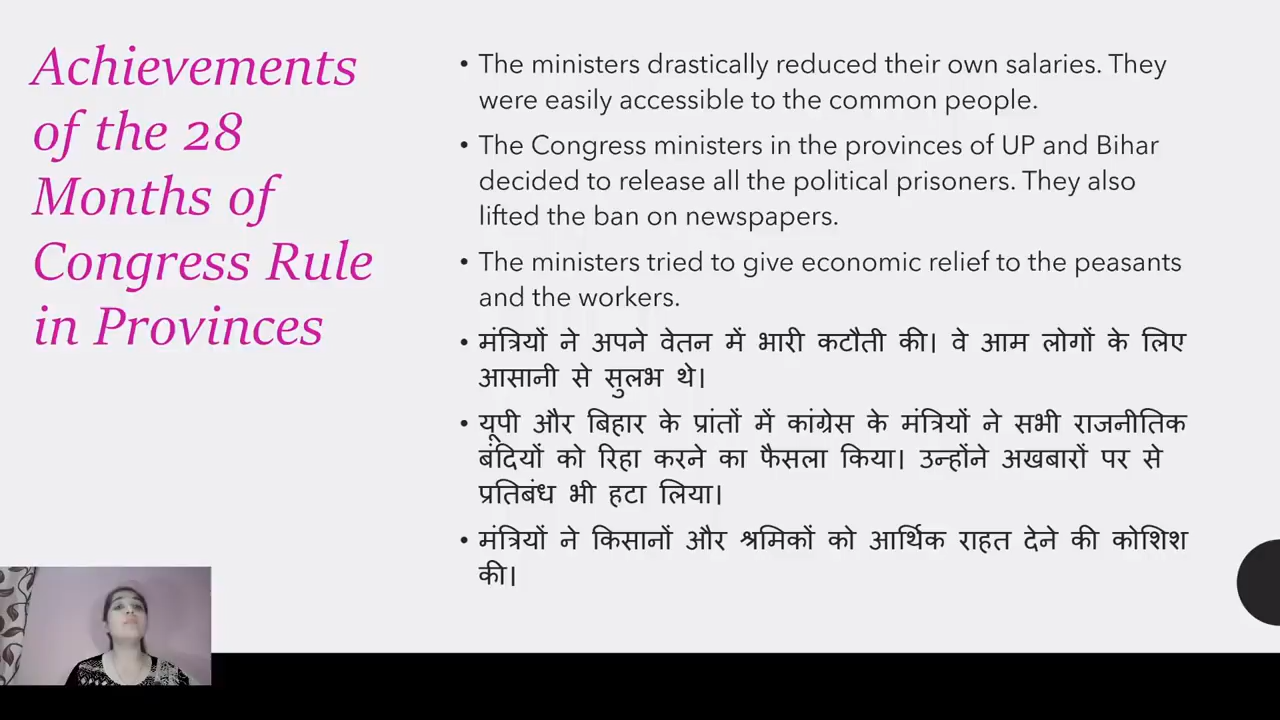 Achievements
of the 28
Months of
Congress Rule
in Provinces
• The ministers drastically reduced their own salaries. They
were easily accessible to the common people.
• The Congress ministers in the provinces of UP and Bihar
decided to release all the political prisoners. They also
lifted the ban on newspapers.
• The ministers tried to give economic relief to the peasants
and the workers.
• मंत्रियों ने अपने वेतन में भारी कटौती की। वे आम लोगों के लिए
आसानी से सुलभ थे।
• यूपी और बिहार के प्रांतों में कांग्रेस के मंत्रियों ने सभी राजनीतिक
बंदियों को रिहा करने का फैसला किया। उन्होंने अखबारों पर से
प्रतिबंध भी हटा लिया।
• मंत्रियों ने किसानों और श्रमिकों को आर्थिक राहत देने की कोशिश
की।